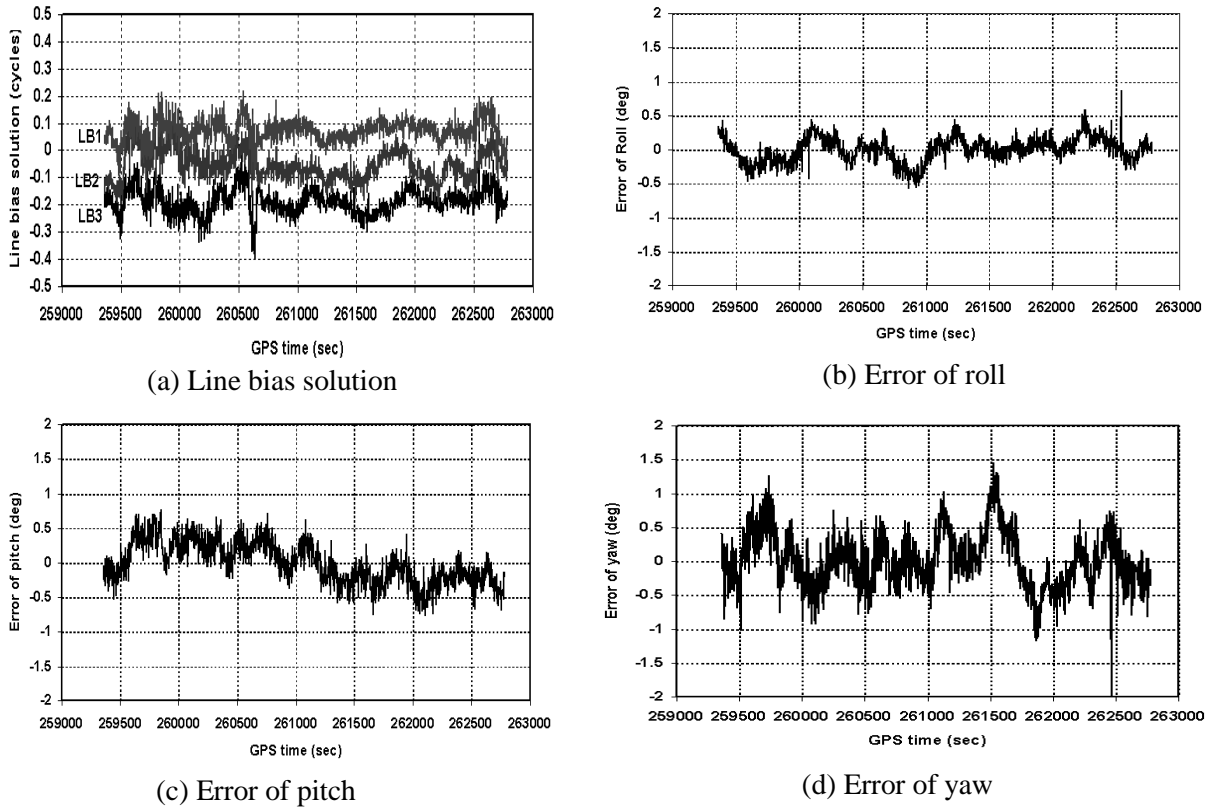 0.5
0.4
0.3
0.2
0.1
0
-0.1
-0.2
-0.3
0.4
-0.5
Line bias solution (cycles)
LB1
LB2
LB3
259000 259500 260000 260500 261000 261500 262000 262500 263000
GPS time (sec)
(a) Line bias solution
2
1.5
1
0.5
0
-0.5
-1
-1.5
-2
Error of Roll (deg)
259000 259500 260000 260500 261000 261500 262000 262500 263000
GPS time (sec)
(b) Error of roll
2
1.5
1
0.5
0
-0.5
-1
-1.5
-2
Error of pitch (deg)
259000 259500 260000 260500 261000 261500 262000 262500 263000
GPS time (sec)
(c) Error of pitch
2
1.5
1
0.5
0
-0.5
-1
-1.5
-2
Error of yaw (deg)
259000 259500 260000 260500 261000 261500 262000 262500 263000
GPS time (sec)
(d) Error of yaw